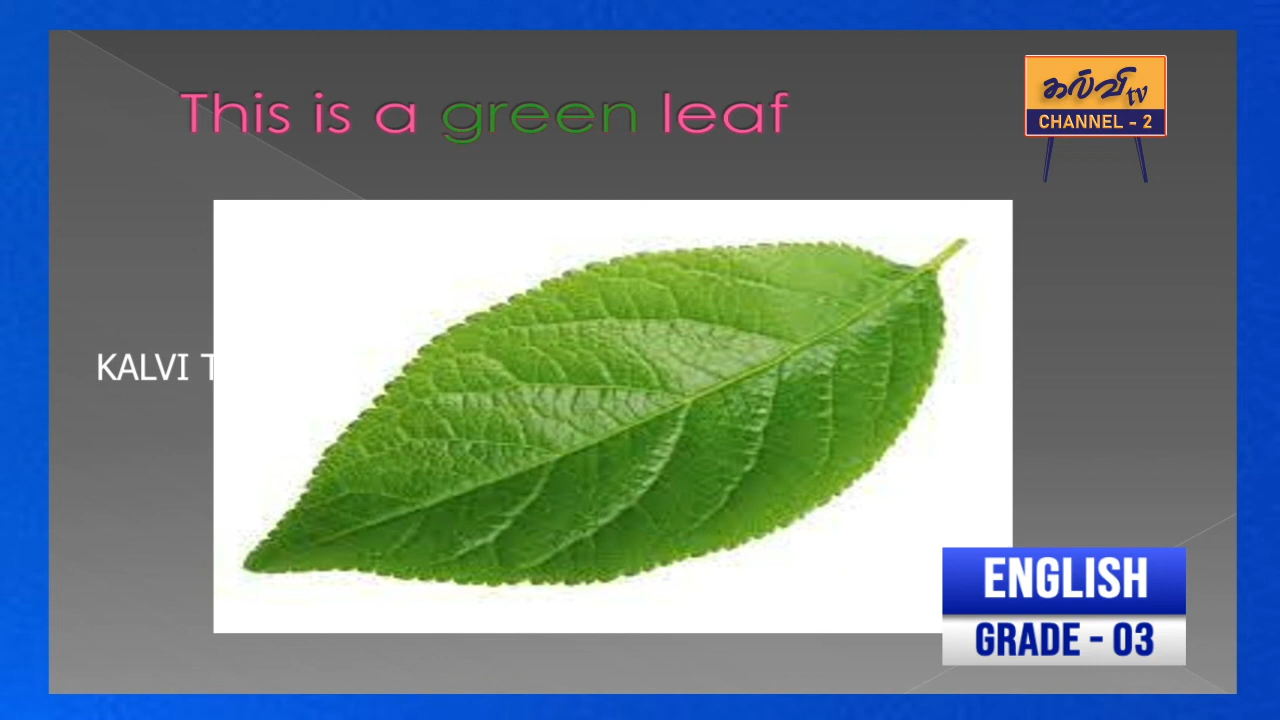 This is a green leaf
கல்வி tv
CHANNEL - 2
KALVI T
ENGLISH
GRADE - 03